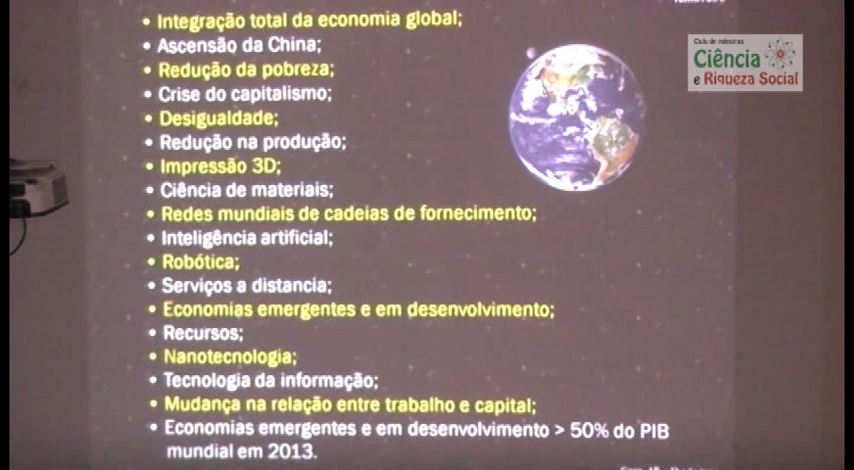 • Integração total da economia global;
• Ascensão da China;
• Redução da pobreza;
• Crise do capitalismo;
• Desigualdade;
• Redução na produção;
• Impressão 3D;
• Ciência de materiais;
• Redes mundiais de cadeias de fornecimento;
• Inteligência artificial;
• Robótica;
• Serviços a distancia;
• Economias emergentes e em desenvolvimento;
• Recursos;
• Nanotecnologia;
• Tecnologia da informação;
• Mudança na relação entre trabalho e capital;
• Economias emergentes e em desenvolvimento > 50% do PIB
mundial em 2013.
Ciclo de palestras
Ciência
e Riqueza Social